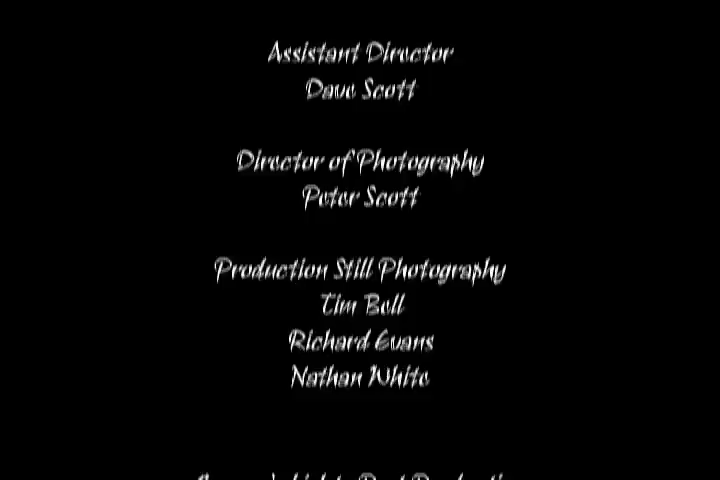 Assistant Director
Dave Scott
Director of Photography
Peter Scott
Production Still Photography
Tim Bell
Richard Evans
Nathan White